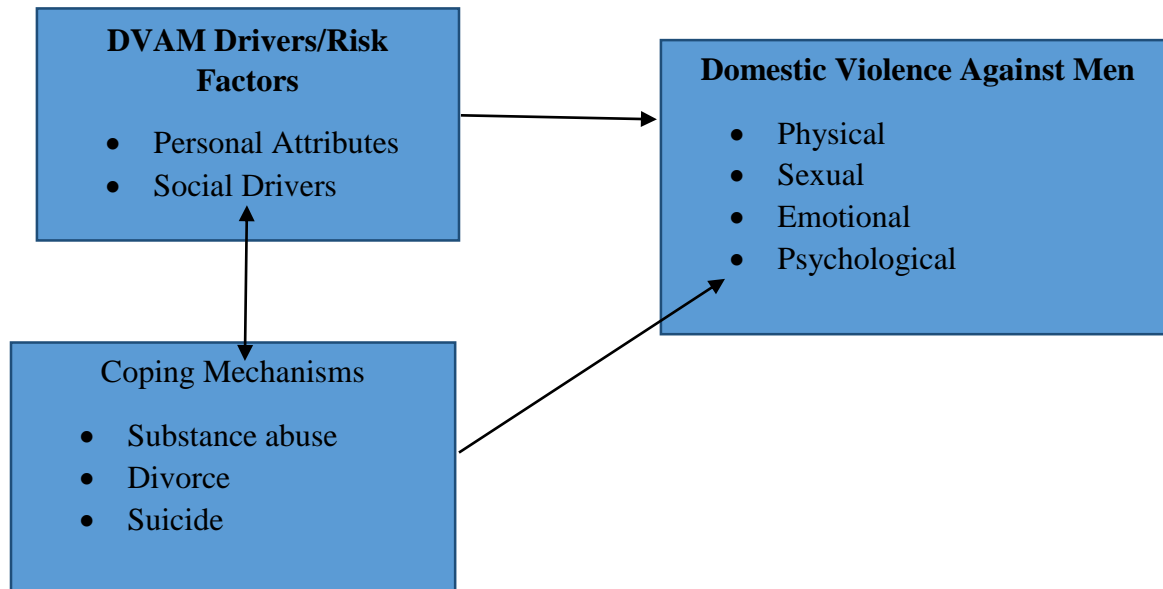 DVAM Drivers/Risk
Factors
• Personal Attributes
• Social Drivers
Domestic Violence Against Men
• Physical
• Sexual
• Emotional
• Psychological
Coping Mechanisms
• Substance abuse
• Divorce
• Suicide